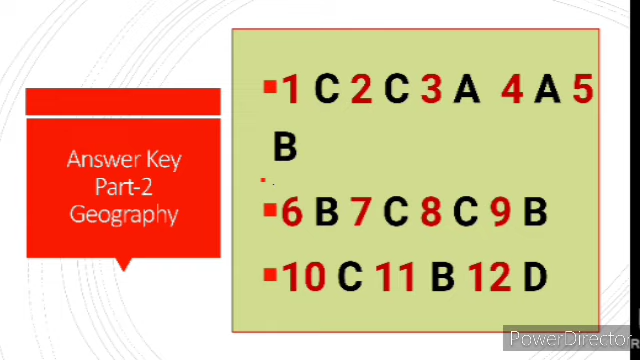 Answer Key
Part-2
Geography
1 C 2 C 3 A 4 A 5
B
.
6 B 7 C 8 C 9 B
10 C 11 B 12 D
PowerDirector